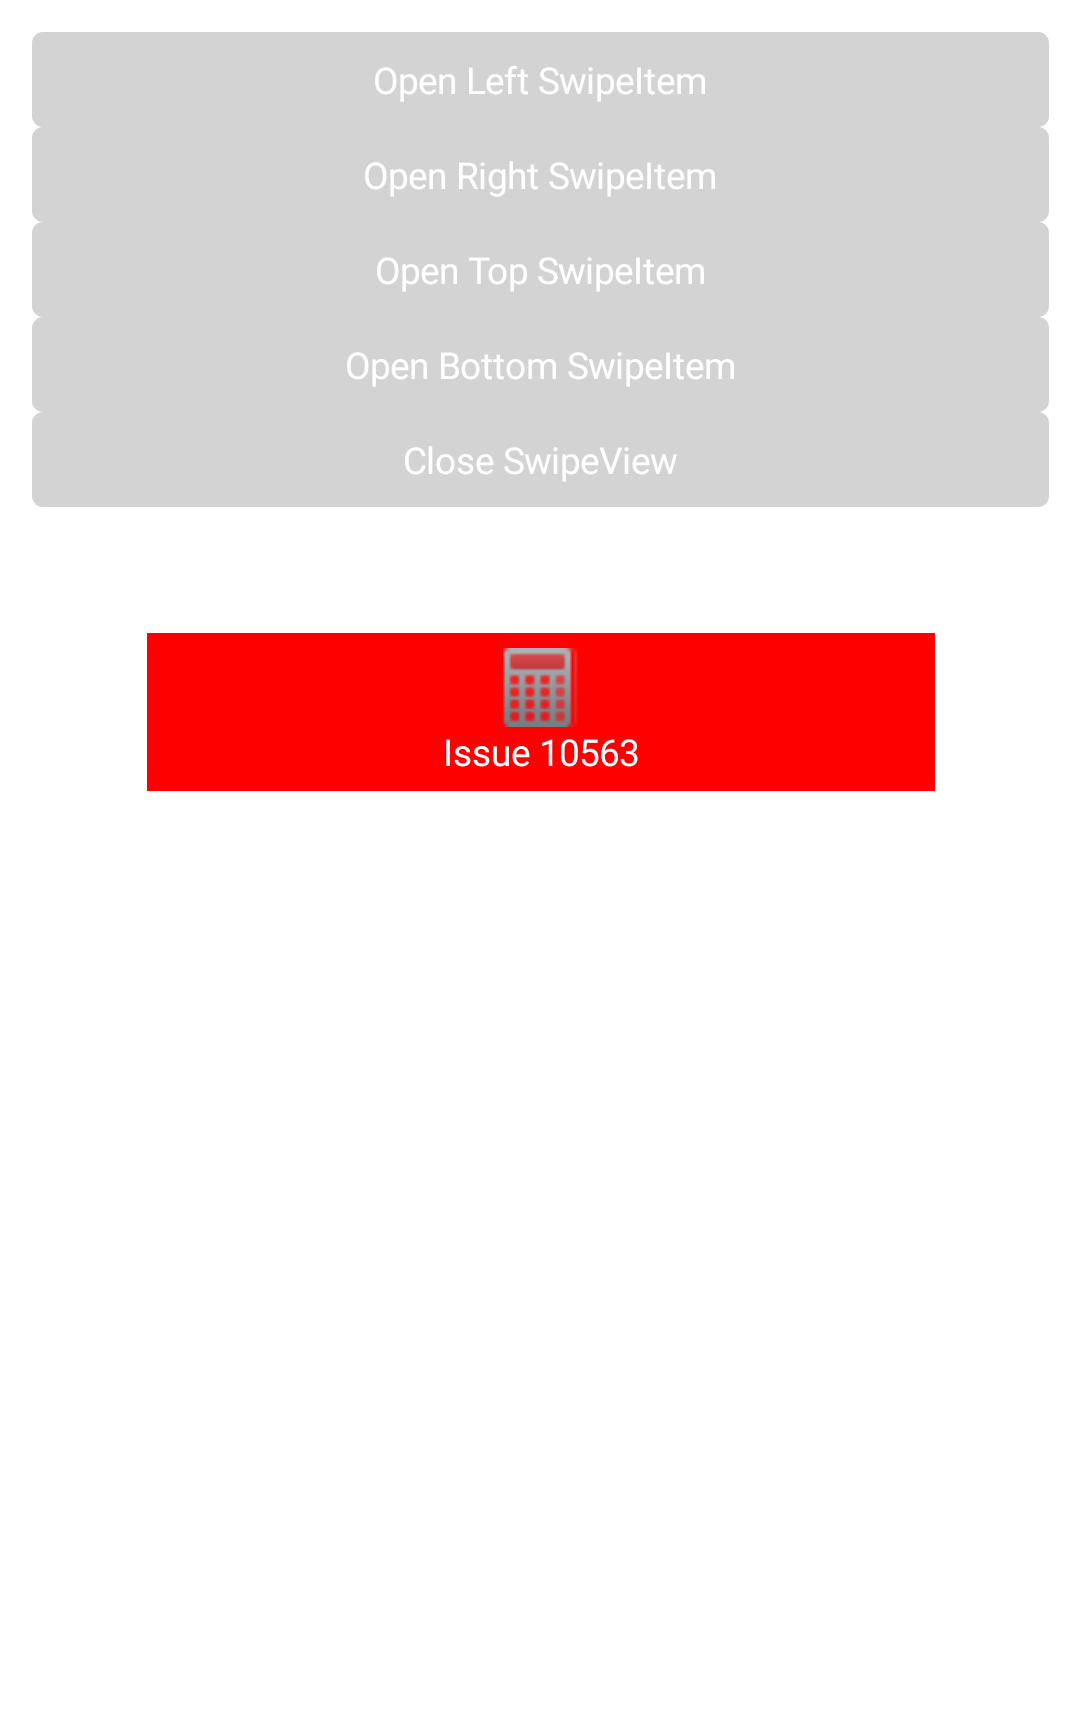 Open Left SwipeItem
Open Right SwipeItem
Open Top SwipeItem
Open Bottom SwipeItem
Close SwipeView
Issue 10563